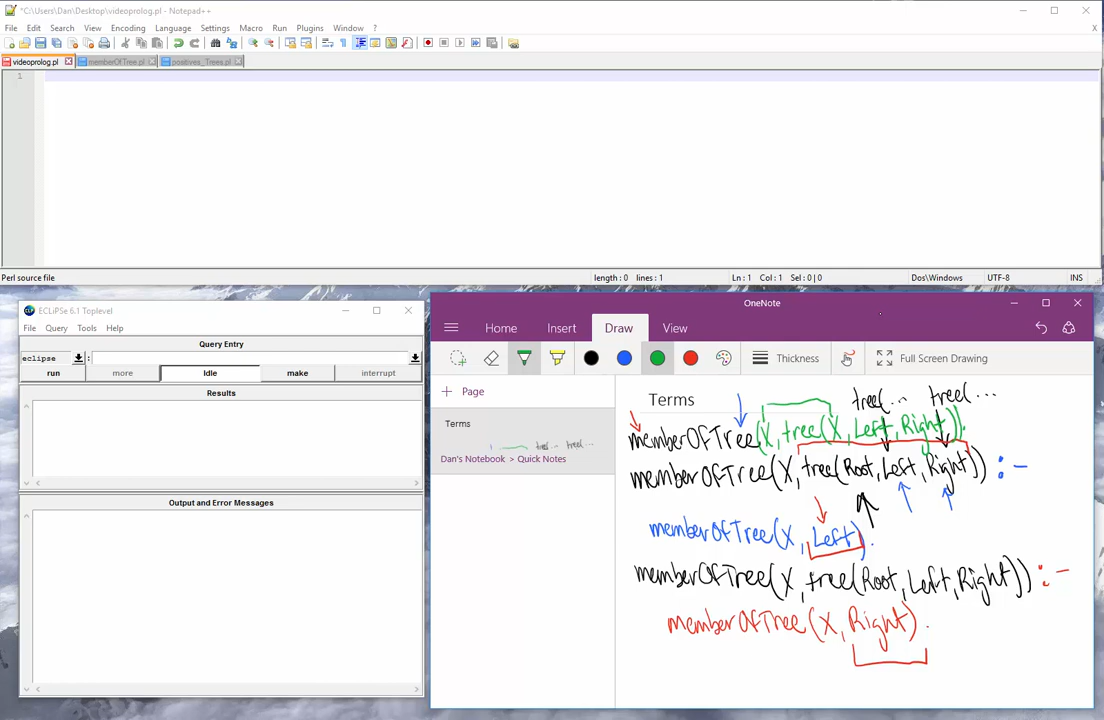 *C:\Users\Dan\Desktop\videoprolog.pl - Notepad++
File Edit Search View Encoding Language Settings Macro Run Plugins Window ?
X
videoprolog.pl memberOfTree.pl positives_Trees.pl
1
Perl source file length: 0 lines: 1 Ln: 1 Col: 1 Sel: 0 | 0 Dos\Windows UTF-8 INS
ECLiPSe 6.1 Toplevel
File Query Tools Help
Query Entry
eclipse :
run more Idle make interrupt
Results
Output and Error Messages
OneNote
Home Insert Draw View
Thickness Full Screen Drawing
+ Page
Terms
Dan's Notebook > Quick Notes
Terms
tree(... tree(...
memberOfTree(X, tree(X, Left, Right)).
memberOfTree(X, tree(Root, Left, Right)) :-
memberOfTree(X, Left).
memberOfTree(X, tree(Root, Left, Right)) :-
memberOfTree(X, Right).